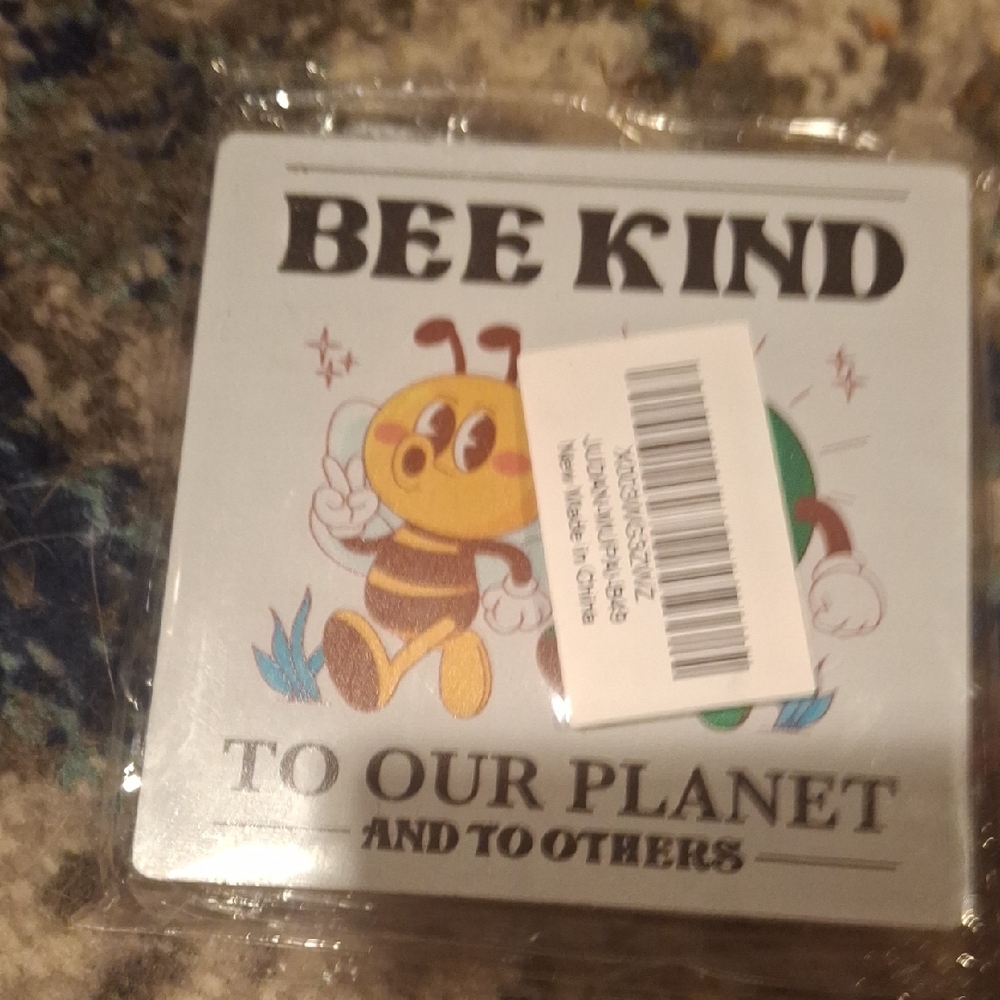 BEE KIND
New Made in China
TO OUR PLANET
AND TO OTHERS